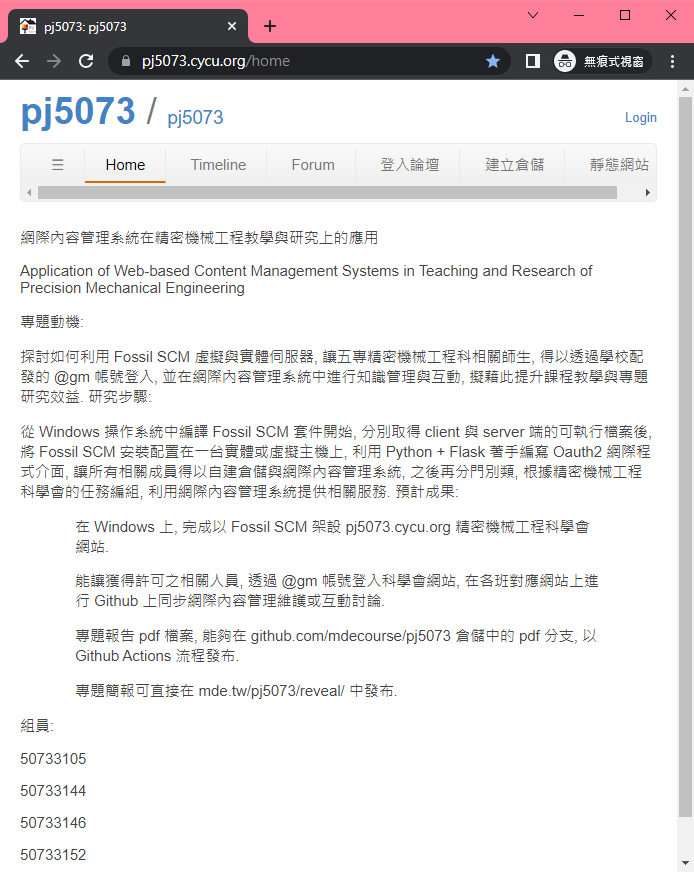 pj5073: pj5073
pj5073.cycu.org/home
無痕式視窗
pj5073 / pj5073
Login
☰ Home Timeline Forum 登入論壇 建立倉儲 靜態網站
網際內容管理系統在精密機械工程教學與研究上的應用
Application of Web-based Content Management Systems in Teaching and Research of
Precision Mechanical Engineering
專題動機:
探討如何利用 Fossil SCM 虛擬與實體伺服器, 讓五專精密機械工程科相關師生, 得以透過學校配
發的 @gm 帳號登入, 並在網際內容管理系統中進行知識管理與互動, 擬藉此提升課程教學與專題
研究效益. 研究步驟:
從 Windows 操作系統中編譯 Fossil SCM 套件開始, 分別取得 client 與 server 端的可執行檔案後,
將 Fossil SCM 安裝配置在一台實體或虛擬主機上, 利用 Python + Flask 著手編寫 Oauth2 網際程
式介面, 讓所有相關成員得以自建倉儲與網際內容管理系統, 之後再分門別類, 根據精密機械工程
科學會的任務編組, 利用網際內容管理系統提供相關服務. 預計成果:
在 Windows 上, 完成以 Fossil SCM 架設 pj5073.cycu.org 精密機械工程科學會
網站.
能讓獲得許可之相關人員, 透過 @gm 帳號登入科學會網站, 在各班對應網站上進
行 Github 上同步網際內容管理維護或互動討論.
專題報告 pdf 檔案, 能夠在 github.com/mdecourse/pj5073 倉儲中的 pdf 分支, 以
Github Actions 流程發布.
專題簡報可直接在 mde.tw/pj5073/reveal/ 中發布.
組員:
50733105
50733144
50733146
50733152